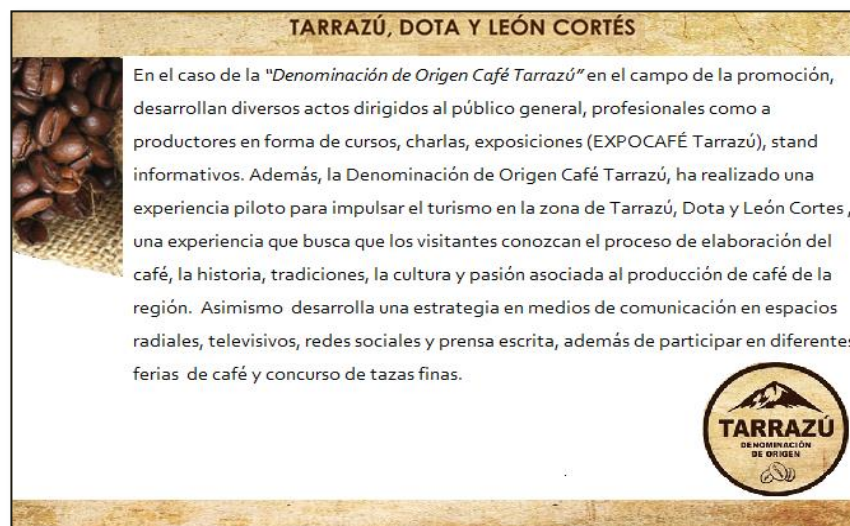 TARRAZÚ, DOTA Y LEÓN CORTÉS
En el caso de la “Denominación de Origen Café Tarrazú” en el campo de la promoción,
desarrollan diversos actos dirigidos al público general, profesionales como a
productores en forma de cursos, charlas, exposiciones (EXPOCAFÉ Tarrazú), stand
informativos. Además, la Denominación de Origen Café Tarrazú, ha realizado una
experiencia piloto para impulsar el turismo en la zona de Tarrazú, Dota y León Cortes ,
una experiencia que busca que los visitantes conozcan el proceso de elaboración del
café, la historia, tradiciones, la cultura y pasión asociada al producción de café de la
región. Asimismo desarrolla una estrategia en medios de comunicación en espacios
radiales, televisivos, redes sociales y prensa escrita, además de participar en diferentes
ferias de café y concurso de tazas finas.
TARRAZÚ
DENOMINACIÓN
DE ORIGEN
.